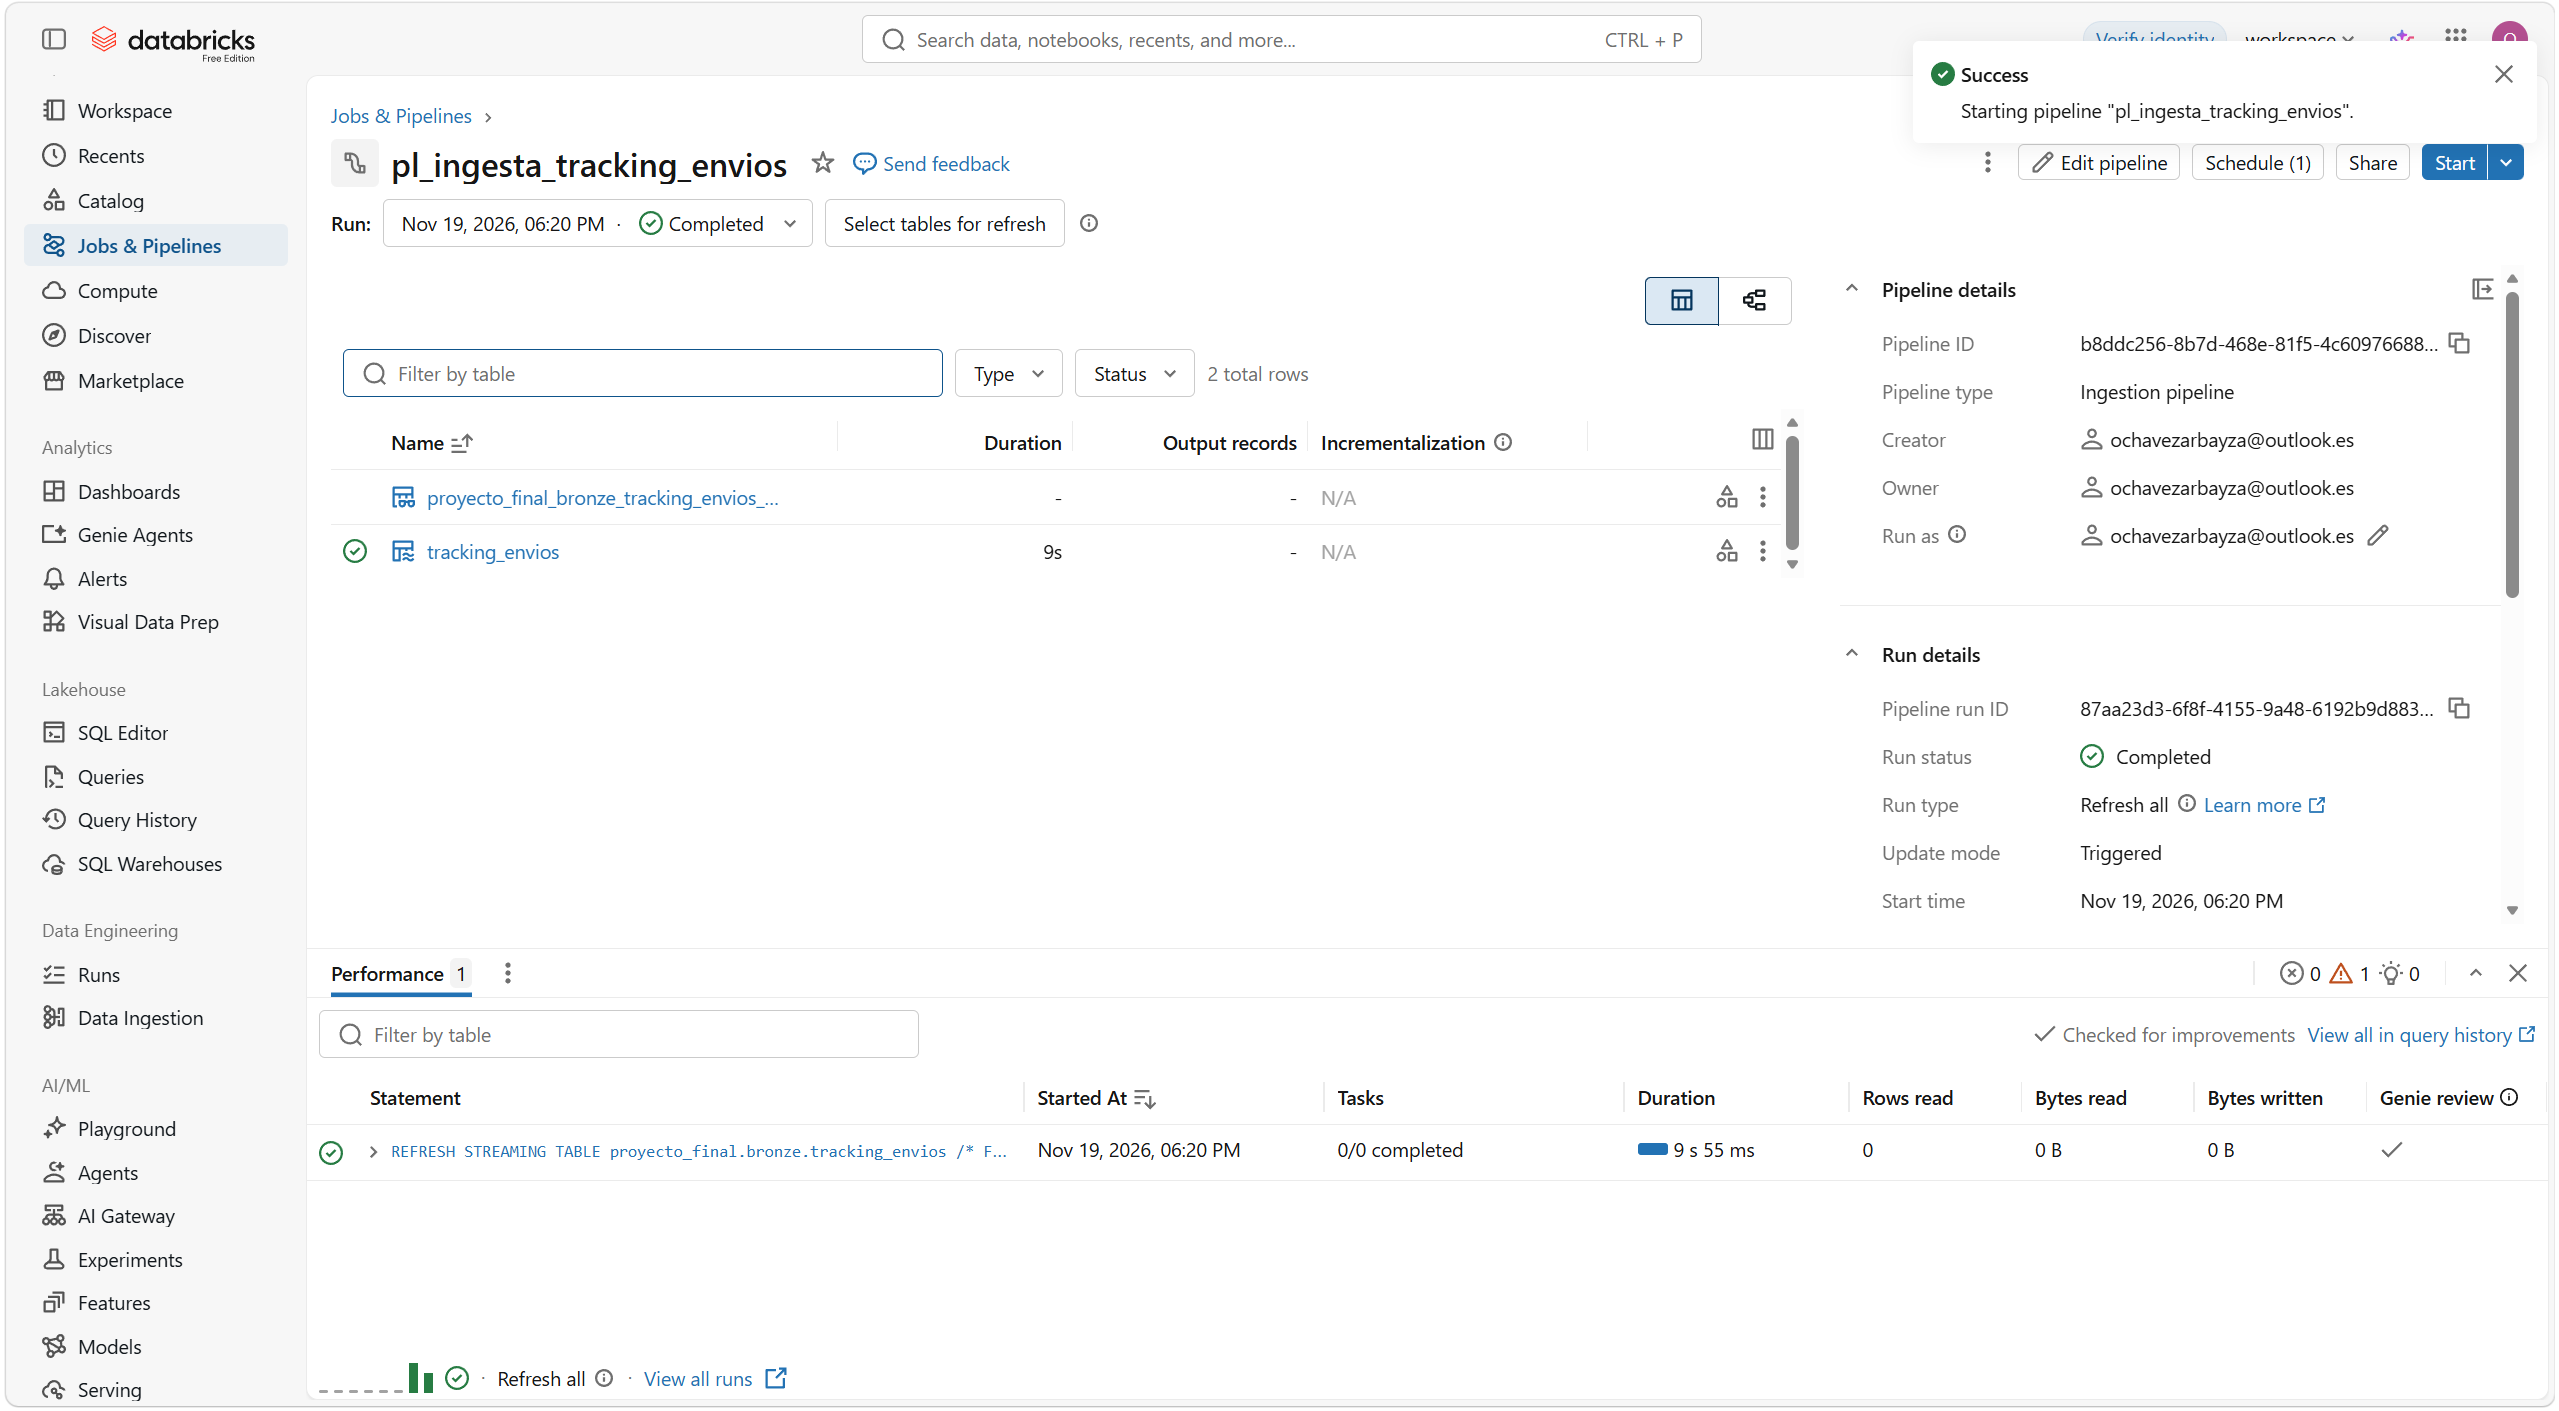 databricks
Free Edition
Search data, notebooks, recents, and more...
CTRL + P
Success
Starting pipeline "pl_ingesta_tracking_envios".
Workspace
Recents
Catalog
Jobs & Pipelines
Compute
Discover
Marketplace
Analytics
Dashboards
Genie Agents
Alerts
Visual Data Prep
Lakehouse
SQL Editor
Queries
Query History
SQL Warehouses
Data Engineering
Runs
Data Ingestion
AI/ML
Playground
Agents
AI Gateway
Experiments
Features
Models
Serving
Jobs & Pipelines
pl_ingesta_tracking_envios
Send feedback
Edit pipeline
Schedule (1)
Share
Start
Run:
Nov 19, 2026, 06:20 PM · Completed
Select tables for refresh
Filter by table
Type
Status
2 total rows
Name Duration Output records Incrementalization
proyecto_final_bronze_tracking_envios_... - - N/A
tracking_envios 9s - N/A
Pipeline details
Pipeline ID b8ddc256-8b7d-468e-81f5-4c60976688...
Pipeline type Ingestion pipeline
Creator ochavezarbayza@outlook.es
Owner ochavezarbayza@outlook.es
Run as ochavezarbayza@outlook.es
Run details
Pipeline run ID 87aa23d3-6f8f-4155-9a48-6192b9d883...
Run status Completed
Run type Refresh all Learn more
Update mode Triggered
Start time Nov 19, 2026, 06:20 PM
Performance 1
0 1 0
Filter by table
Checked for improvements View all in query history
Statement Started At Tasks Duration Rows read Bytes read Bytes written Genie review
REFRESH STREAMING TABLE proyecto_final.bronze.tracking_envios /* F... Nov 19, 2026, 06:20 PM 0/0 completed 9 s 55 ms 0 0 B 0 B
· Refresh all · View all runs